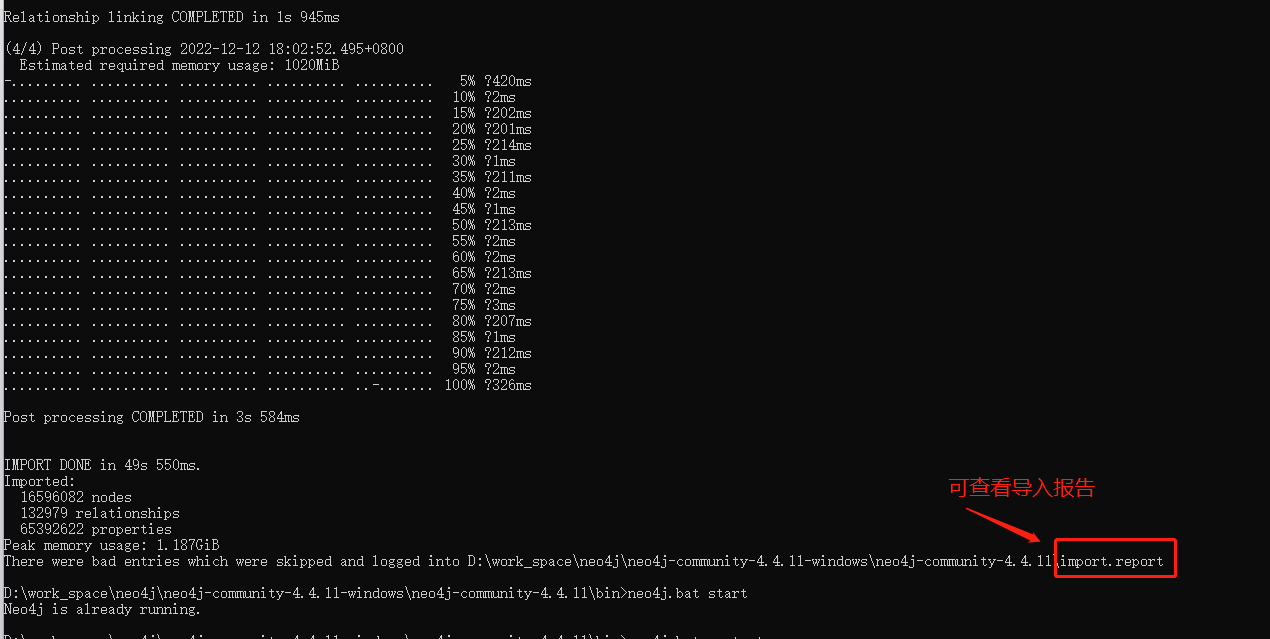 Relationship linking COMPLETED in 1s 945ms
(4/4) Post processing 2022-12-12 18:02:52.495+0800
Estimated required memory usage: 1020MiB
-......... .......... .......... .......... .......... 5% ?420ms
.......... .......... .......... .......... .......... 10% ?2ms
.......... .......... .......... .......... .......... 15% ?202ms
.......... .......... .......... .......... .......... 20% ?201ms
.......... .......... .......... .......... .......... 25% ?214ms
.......... .......... .......... .......... .......... 30% ?1ms
.......... .......... .......... .......... .......... 35% ?211ms
.......... .......... .......... .......... .......... 40% ?2ms
.......... .......... .......... .......... .......... 45% ?1ms
.......... .......... .......... .......... .......... 50% ?213ms
.......... .......... .......... .......... .......... 55% ?2ms
.......... .......... .......... .......... .......... 60% ?2ms
.......... .......... .......... .......... .......... 65% ?213ms
.......... .......... .......... .......... .......... 70% ?2ms
.......... .......... .......... .......... .......... 75% ?3ms
.......... .......... .......... .......... .......... 80% ?207ms
.......... .......... .......... .......... .......... 85% ?1ms
.......... .......... .......... .......... .......... 90% ?212ms
.......... .......... .......... .......... .......... 95% ?2ms
.......... .......... .......... .......... ..-....... 100% ?326ms
Post processing COMPLETED in 3s 584ms
IMPORT DONE in 49s 550ms.
Imported:
16596082 nodes
132979 relationships
65392622 properties
Peak memory usage: 1.187GiB
可查看导入报告
There were bad entries which were skipped and logged into D:\work_space\neo4j\neo4j-community-4.4.11-windows\neo4j-community-4.4.11\import.report
D:\work_space\neo4j\neo4j-community-4.4.11-windows\neo4j-community-4.4.11\bin>neo4j.bat start
Neo4j is already running.